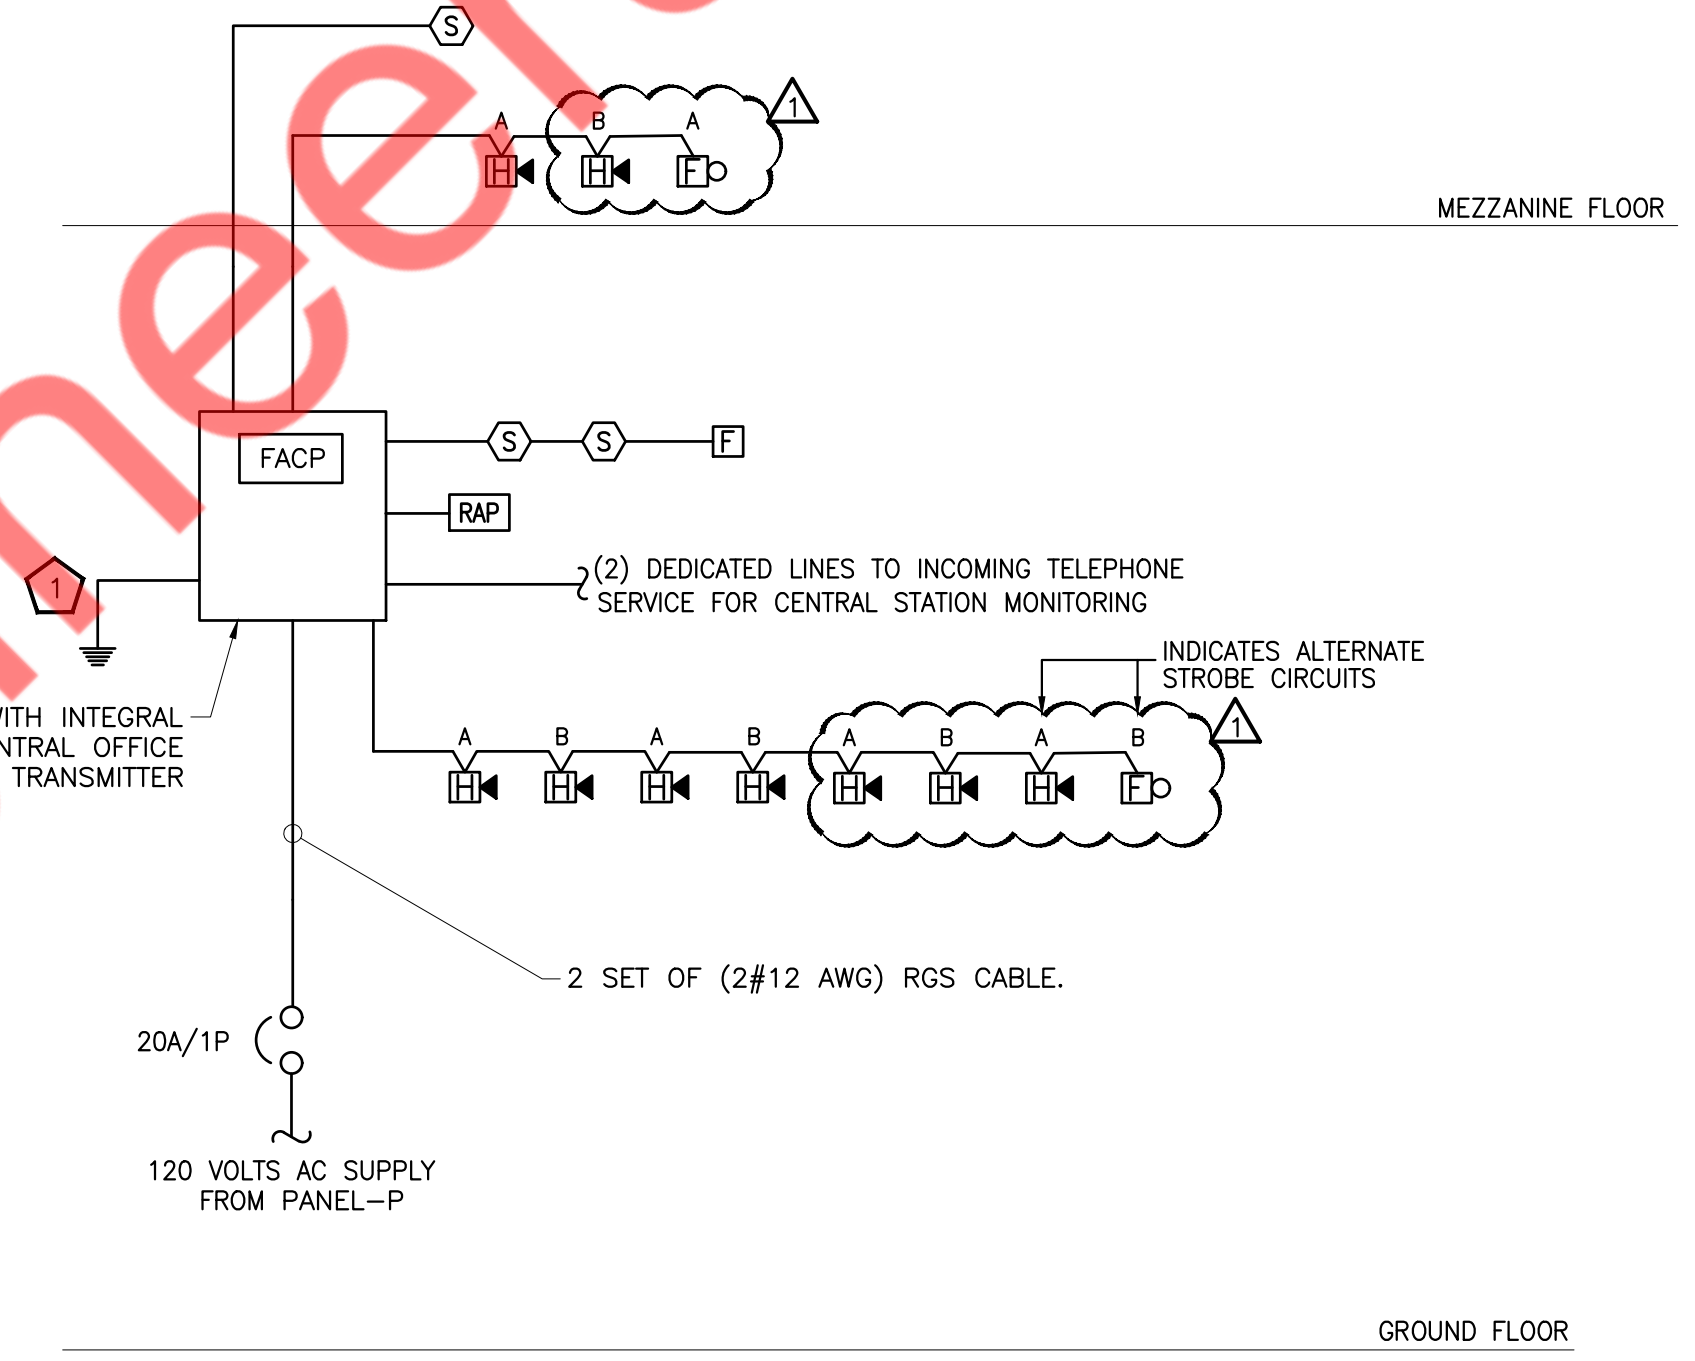 S
1
A B A
H H F
MEZZANINE FLOOR
FACP
S S F
RAP
(2) DEDICATED LINES TO INCOMING TELEPHONE
SERVICE FOR CENTRAL STATION MONITORING
1
INDICATES ALTERNATE
STROBE CIRCUITS
WITH INTEGRAL
NTRAL OFFICE
TRANSMITTER
1
A B A B A B A B
H H H H H H H F
2 SET OF (2#12 AWG) RGS CABLE.
20A/1P
120 VOLTS AC SUPPLY
FROM PANEL-P
GROUND FLOOR